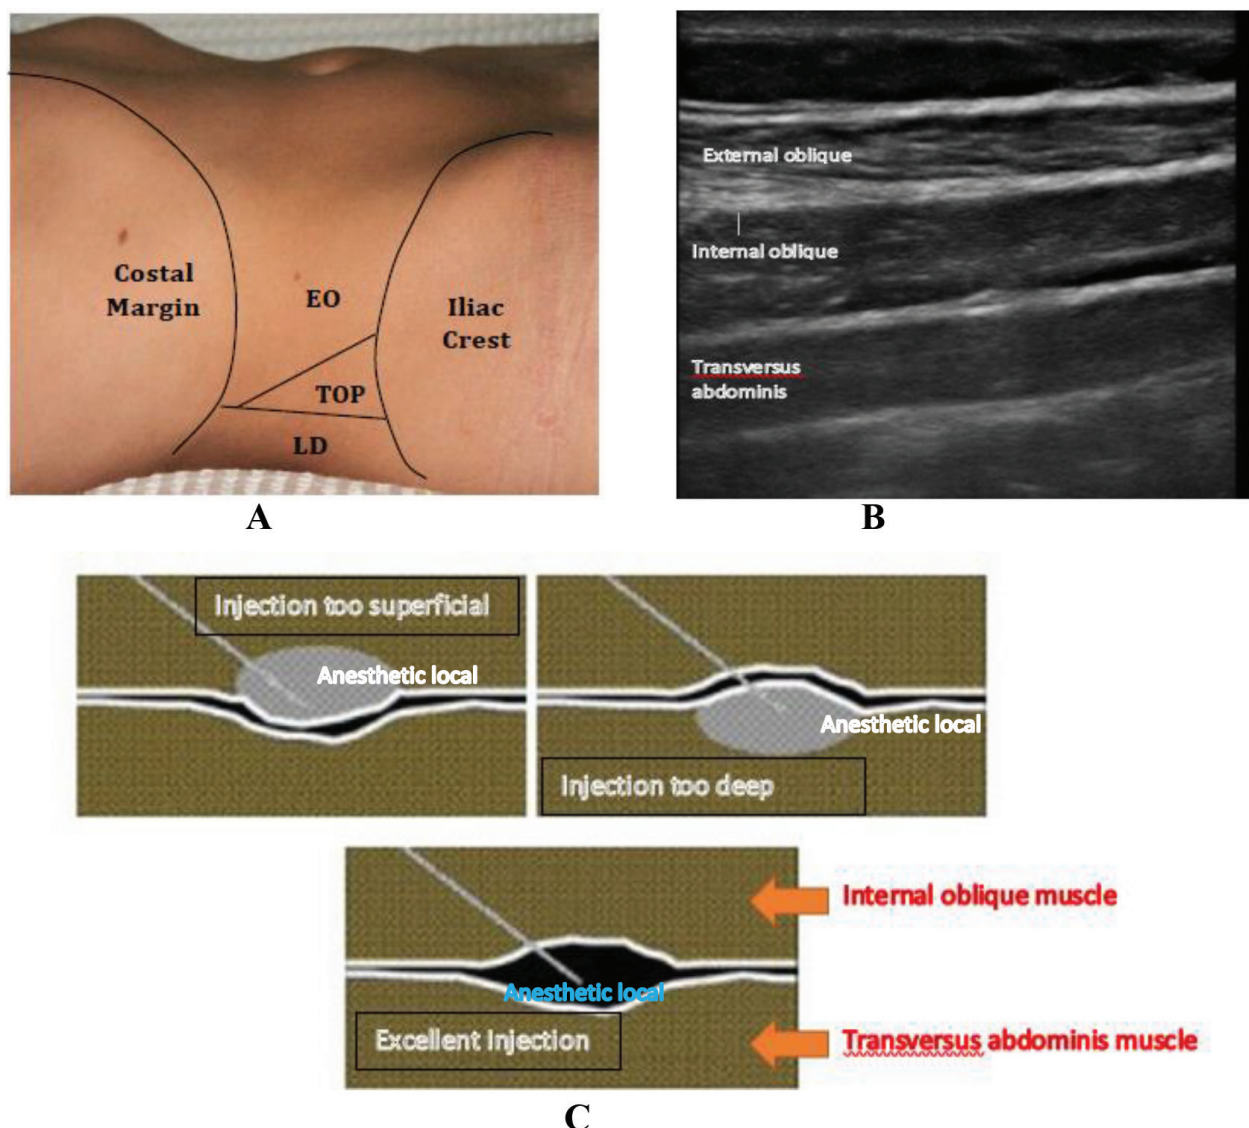 Costal
Margin
EO
Iliac
Crest
TOP
LD
A
External oblique
Internal oblique
Transversus
abdominis
B
Injection too superficial
Anesthetic local
Anesthetic local
Injection too deep
Anesthetic local
Excellent Injection
Internal oblique muscle
Transversus abdominis muscle
C